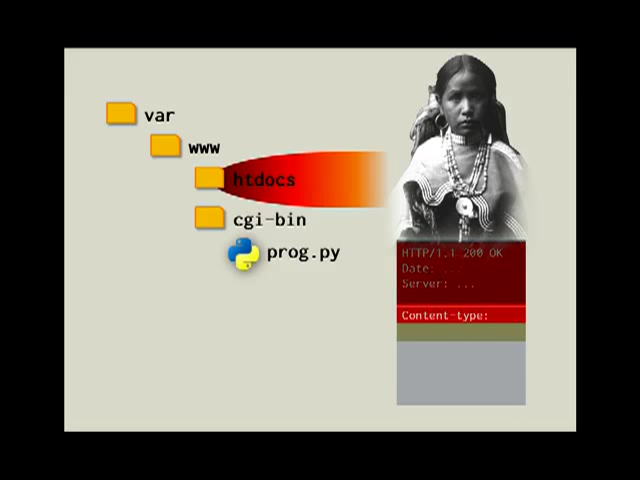 var
www
htdocs
cgi-bin
prog.py
HTTP/1.1 200 OK
Date: ...
Server: ...
Content-type: